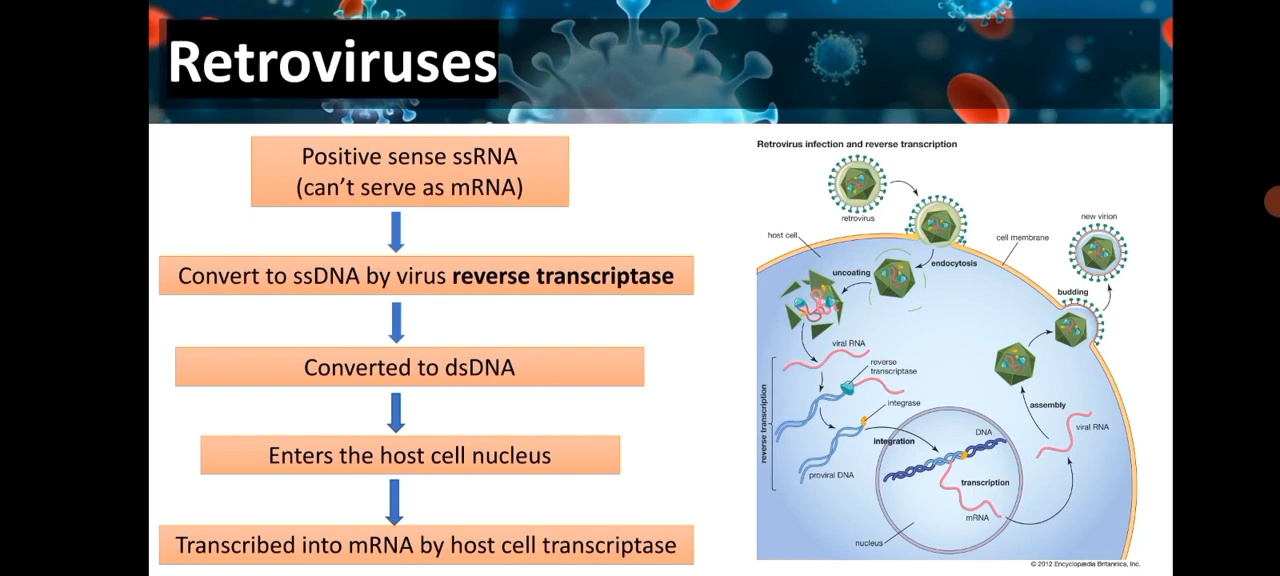 Retroviruses
Positive sense ssRNA
(can't serve as mRNA)
Convert to ssDNA by virus reverse transcriptase
Converted to dsDNA
Enters the host cell nucleus
Transcribed into mRNA by host cell transcriptase
Retrovirus infection and reverse transcription
retrovirus
new virion
host cell
cell membrane
endocytosis
uncoating
budding
viral RNA
reverse
transcriptase
integrase
assembly
viral RNA
reverse transcription
DNA
integration
proviral DNA
transcription
mRNA
nucleus
© 2012 Encyclopædia Britannica, Inc.